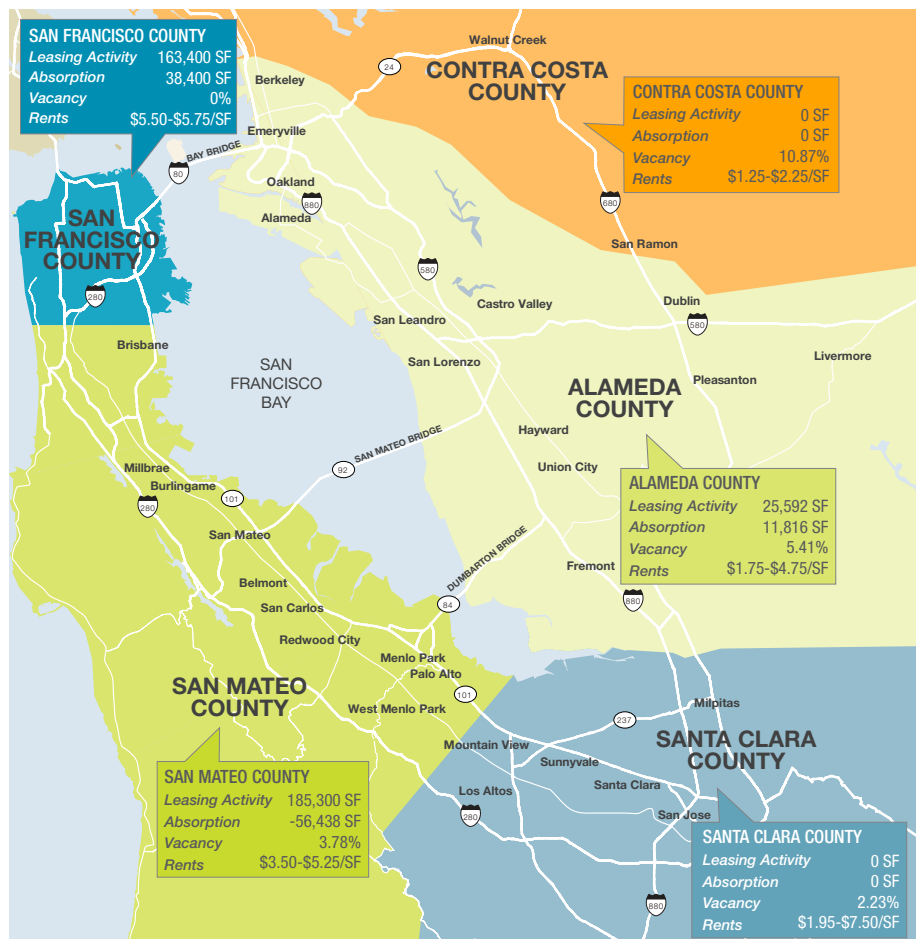 SAN FRANCISCO COUNTY
Leasing Activity 163,400 SF
Absorption 38,400 SF
Vacancy 0%
Rents $5.50-$5.75/SF
Walnut Creek
24
CONTRA COSTA
COUNTY
Berkeley
CONTRA COSTA COUNTY
Leasing Activity 0 SF
Absorption 0 SF
Vacancy 10.87%
Rents $1.25-$2.25/SF
Emeryville
BAY BRIDGE
80
Oakland
880
Alameda
680
SAN
FRANCISCO
COUNTY
280
San Ramon
580
Castro Valley
Dublin
580
San Leandro
Brisbane
San Lorenzo
Livermore
SAN
FRANCISCO
BAY
Pleasanton
ALAMEDA
COUNTY
Hayward
SAN MATEO BRIDGE
92
Union City
Millbrae
Burlingame
280
101
ALAMEDA COUNTY
Leasing Activity 25,592 SF
Absorption 11,816 SF
Vacancy 5.41%
Rents $1.75-$4.75/SF
San Mateo
DUMBARTON BRIDGE
84
Fremont
880
Belmont
San Carlos
Redwood City
Menlo Park
Palo Alto
101
SAN MATEO
COUNTY
West Menlo Park
Milpitas
237
Mountain View
SANTA CLARA
COUNTY
Sunnyvale
Santa Clara
Los Altos
280
San Jose
SAN MATEO COUNTY
Leasing Activity 185,300 SF
Absorption -56,438 SF
Vacancy 3.78%
Rents $3.50-$5.25/SF
SANTA CLARA COUNTY
Leasing Activity 0 SF
Absorption 0 SF
Vacancy 2.23%
Rents $1.95-$7.50/SF
880